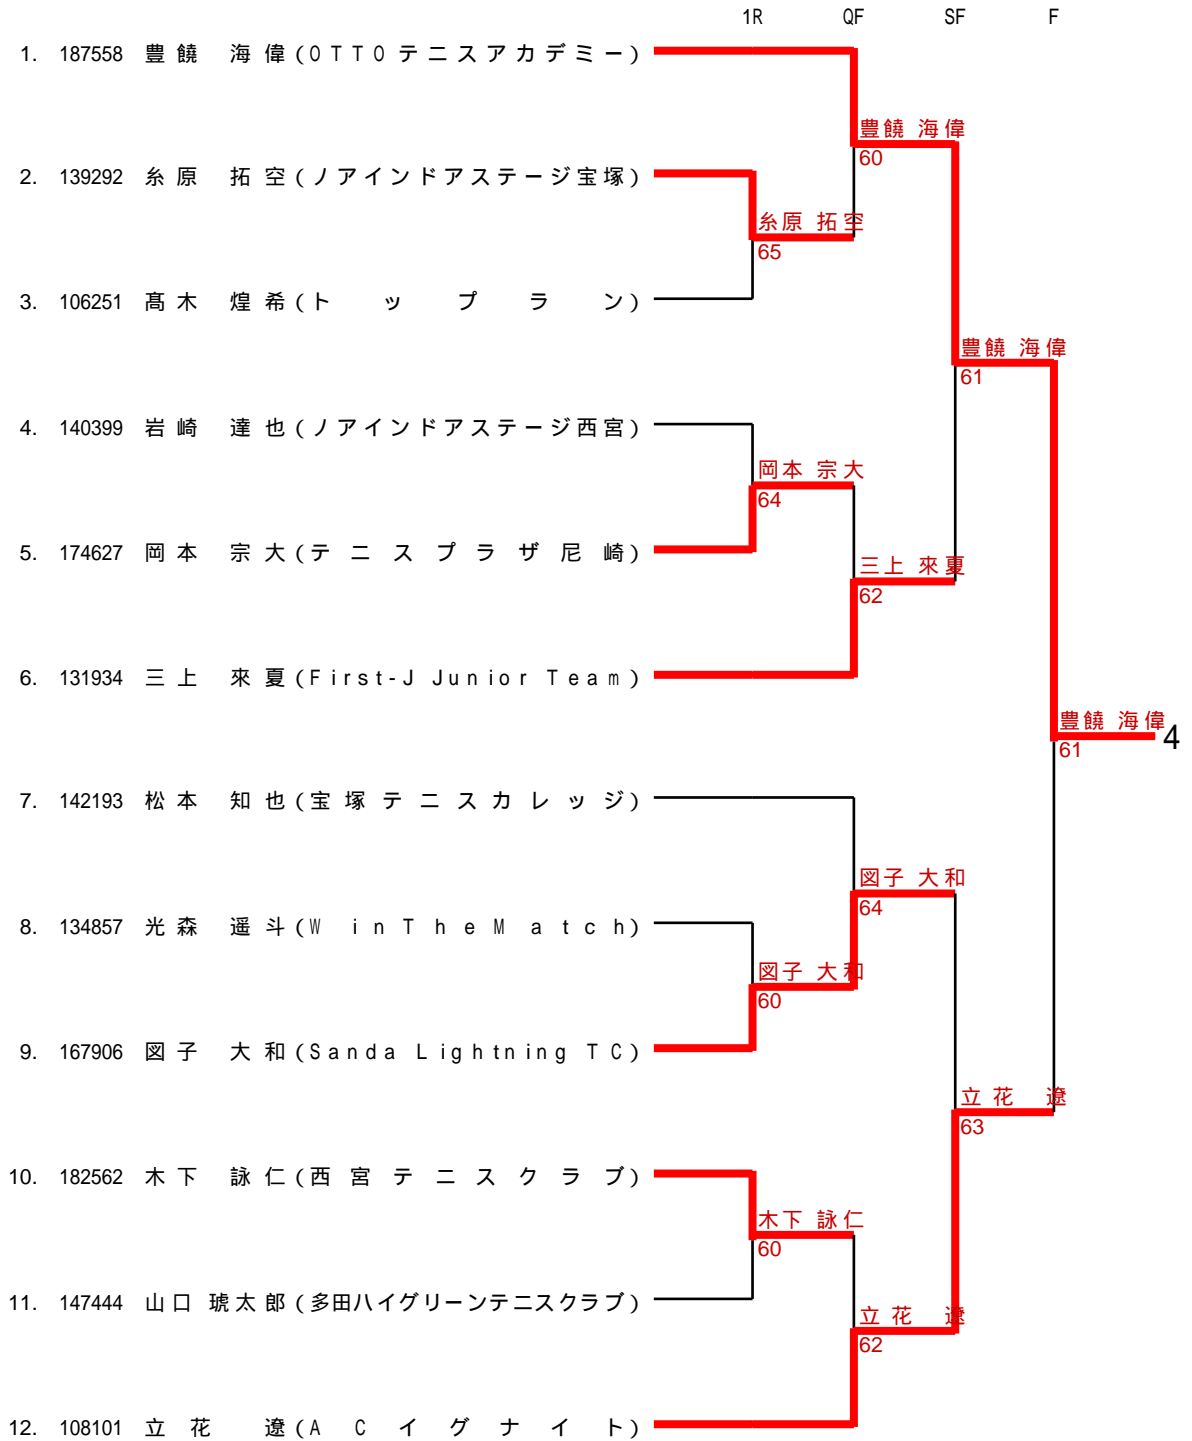 1R QF SF F
1. 187558 豊饒 海偉(OTTOテニスアカデミー)
豊饒 海偉
60
2. 139292 糸原 拓空(ノアインドアステージ宝塚)
糸原 拓空
65
3. 106251 髙木 煌希(トップラン)
豊饒 海偉
61
4. 140399 岩崎 達也(ノアインドアステージ西宮)
岡本 宗大
64
5. 174627 岡本 宗大(テニスプラザ尼崎)
三上 來夏
62
6. 131934 三上 來夏(First-J Junior Team)
豊饒 海偉
61
4
7. 142193 松本 知也(宝塚テニスカレッジ)
図子 大和
64
8. 134857 光森 遥斗(WinTheMatch)
図子 大和
60
9. 167906 図子 大和(Sanda Lightning TC)
立花 遼
63
10. 182562 木下 詠仁(西宮テニスクラブ)
木下 詠仁
60
11. 147444 山口 琥太郎(多田ハイグリーンテニスクラブ)
立花 遼
62
12. 108101 立花 遼(ACイグナイト)